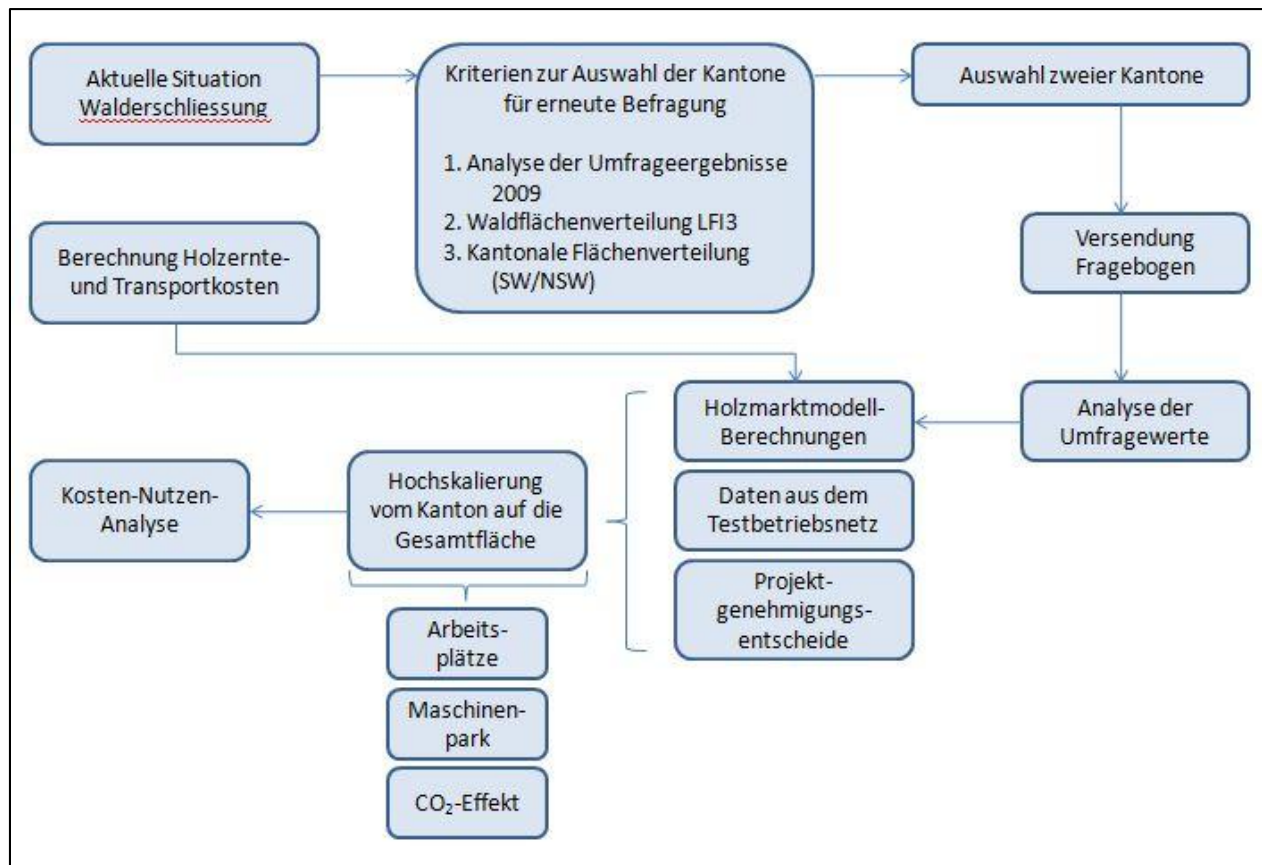 Aktuelle Situation
Walderschliessung
Kriterien zur Auswahl der Kantone
für erneute Befragung
1. Analyse der Umfrageergebnisse
2009
2. Waldflächenverteilung LFI3
3. Kantonale Flächenverteilung
(SW/NSW)
Auswahl zweier Kantone
Berechnung Holzernte-
und Transportkosten
Versendung
Fragebogen
Holzmarktmodell-
Berechnungen
Analyse der
Umfragewerte
Kosten-Nutzen-
Analyse
Hochskalierung
vom Kanton auf die
Gesamtfläche
Daten aus dem
Testbetriebsnetz
Projekt-
genehmigungs-
entscheide
Arbeits-
plätze
Maschinen-
park
CO₂-Effekt